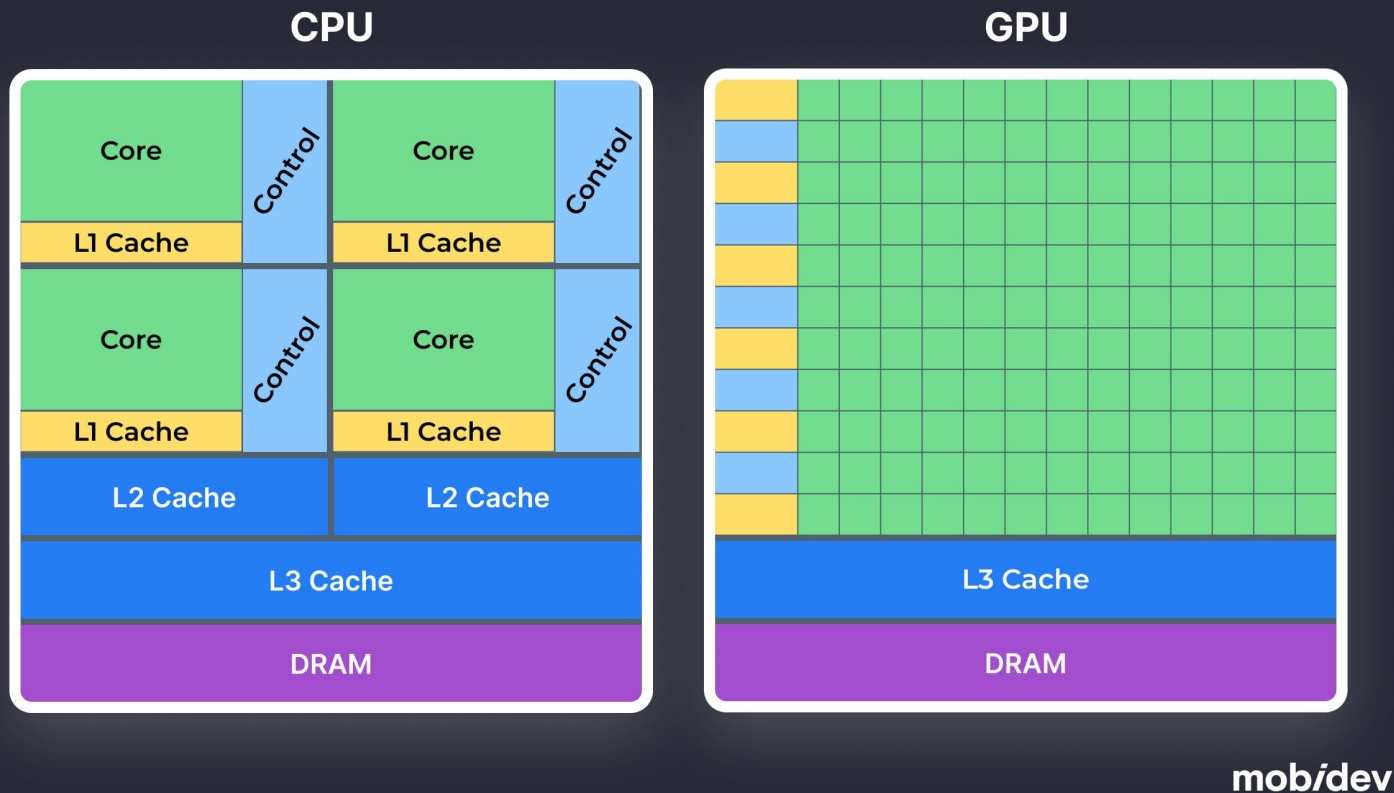 CPU
GPU
Core
Control
Core
Control
L1 Cache
L1 Cache
Core
Control
Core
Control
L1 Cache
L1 Cache
L2 Cache
L2 Cache
L3 Cache
DRAM
L3 Cache
DRAM
mobidev